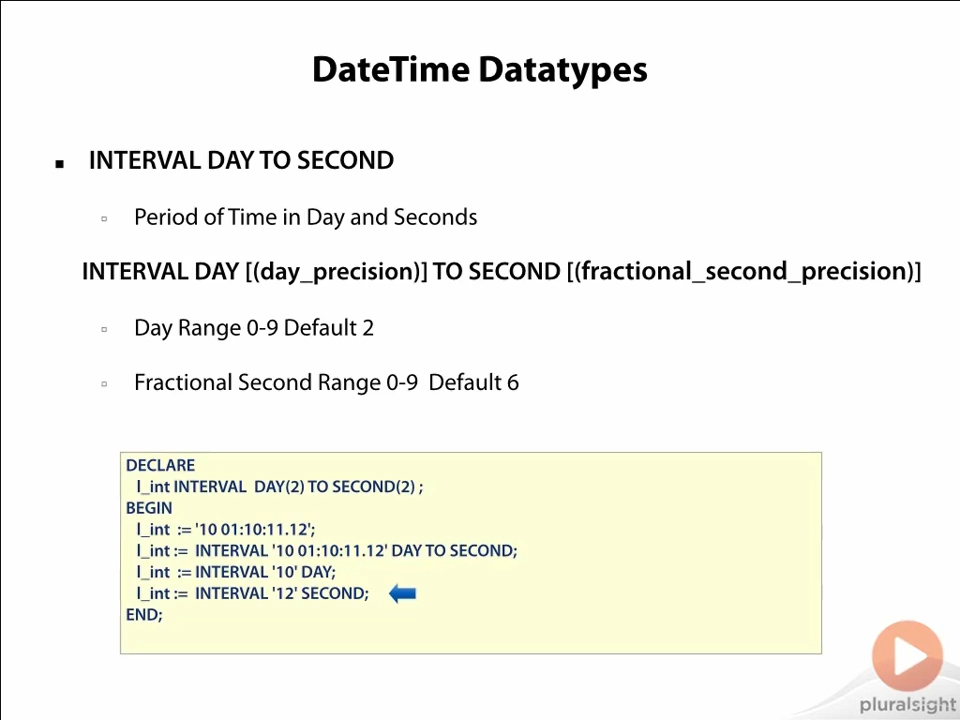 DateTime Datatypes
INTERVAL DAY TO SECOND
Period of Time in Day and Seconds
INTERVAL DAY [(day_precision)] TO SECOND [(fractional_second_precision)]
Day Range 0-9 Default 2
Fractional Second Range 0-9 Default 6
DECLARE
l_int INTERVAL DAY(2) TO SECOND(2) ;
BEGIN
l_int := '10 01:10:11.12';
l_int := INTERVAL '10 01:10:11.12' DAY TO SECOND;
l_int := INTERVAL '10' DAY;
l_int := INTERVAL '12' SECOND;
END;
pluralsight